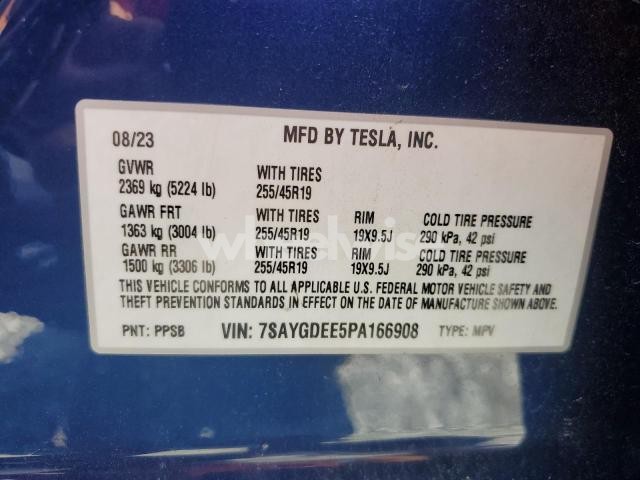 08/23 MFD BY TESLA, INC.
GVWR WITH TIRES
2369 kg (5224 lb) 255/45R19
GAWR FRT WITH TIRES RIM COLD TIRE PRESSURE
1363 kg (3004 lb) 255/45R19 19X9.5J 290 kPa, 42 psi
GAWR RR WITH TIRES RIM COLD TIRE PRESSURE
1500 kg (3306 lb) 255/45R19 19X9.5J 290 kPa, 42 psi
THIS VEHICLE CONFORMS TO ALL APPLICABLE U.S. FEDERAL MOTOR VEHICLE SAFETY AND
THEFT PREVENTION STANDARDS IN EFFECT ON THE DATE OF MANUFACTURE SHOWN ABOVE.
PNT: PPSB VIN: 7SAYGDEE5PA166908 TYPE: MPV